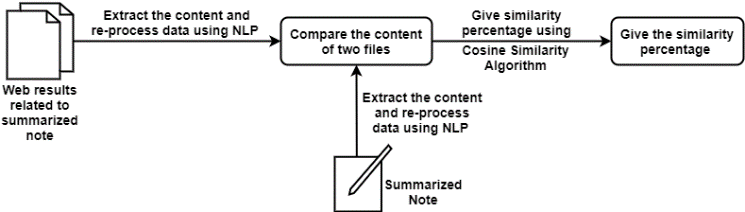 Extract the content and
re-process data using NLP
Web results
related to
summarized
note
Compare the content
of two files
Give similarity
percentage using
Cosine Similarity
Algorithm
Give the similarity
percentage
Extract the content
and re-process
data using NLP
Summarized
Note